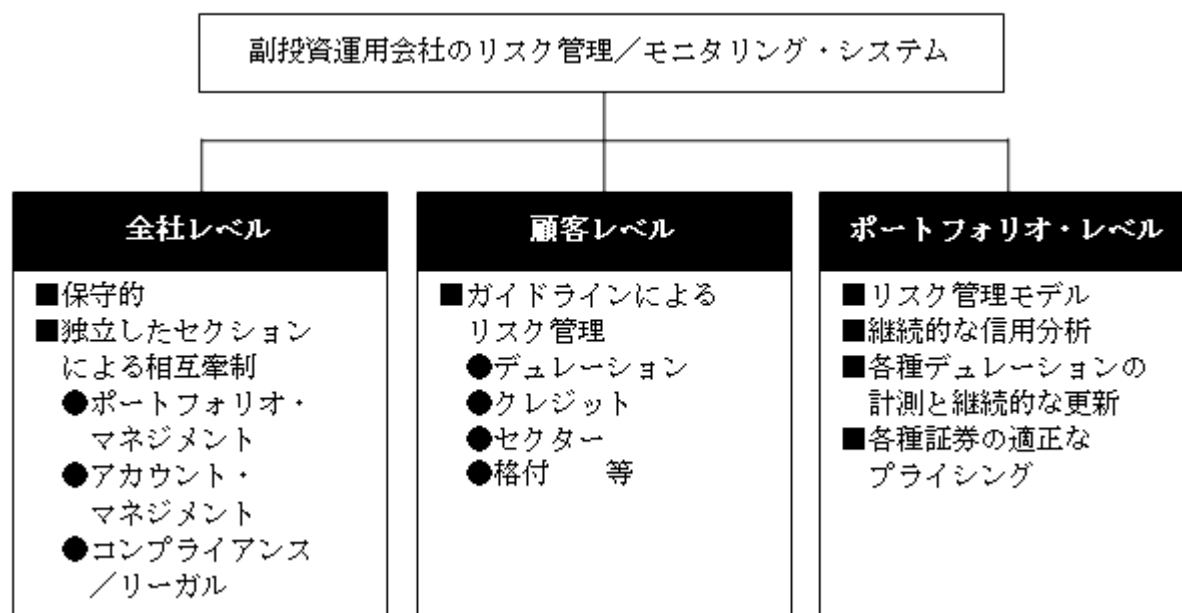 副投資運用会社のリスク管理／モニタリング・システム
全社レベル
■保守的
■独立したセクション
による相互牽制
●ポートフォリオ・
マネジメント
●アカウント・
マネジメント
●コンプライアンス
／リーガル
顧客レベル
■ガイドラインによる
リスク管理
●デュレーション
●クレジット
●セクター
●格付　等
ポートフォリオ・レベル
■リスク管理モデル
■継続的な信用分析
■各種デュレーションの
計測と継続的な更新
■各種証券の適正な
プライシング